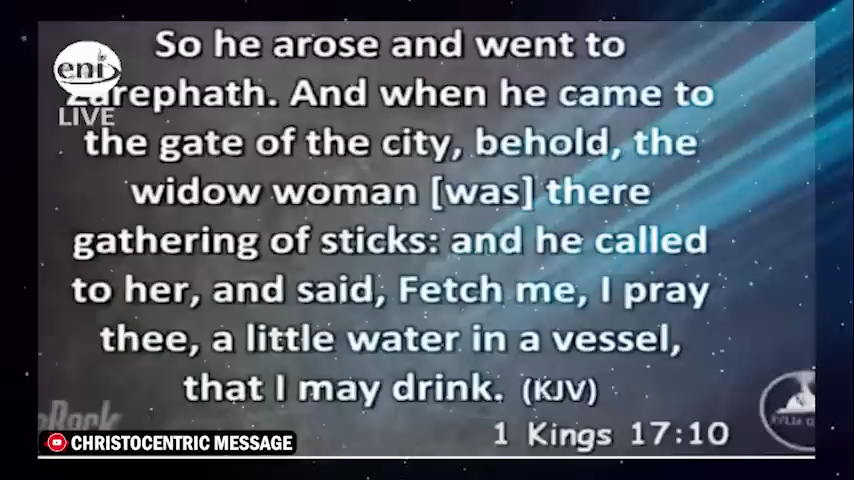 So he arose and went to
eni
Zarephath. And when he came to
LIVE
the gate of the city, behold, the
widow woman [was] there
gathering of sticks: and he called
to her, and said, Fetch me, I pray
thee, a little water in a vessel,
that I may drink. (KJV)
1 Kings 17:10
CHRISTOCENTRIC MESSAGE